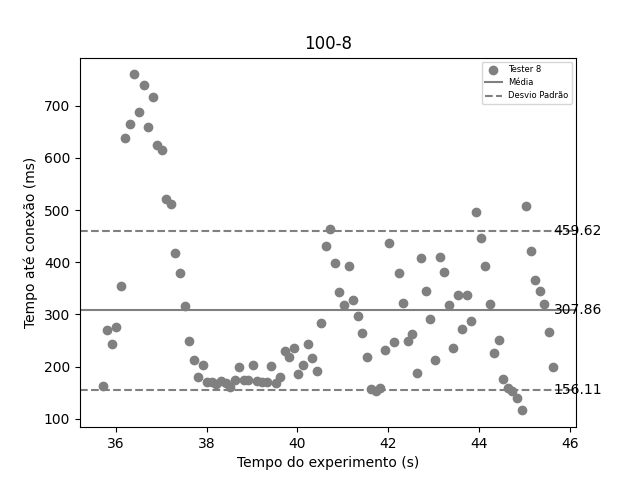 100-8
Tester 8
Média
Desvio Padrão
Tempo até conexão (ms)
700
600
500
400
300
200
100
459.62
307.86
156.11
36 38 40 42 44 46
Tempo do experimento (s)